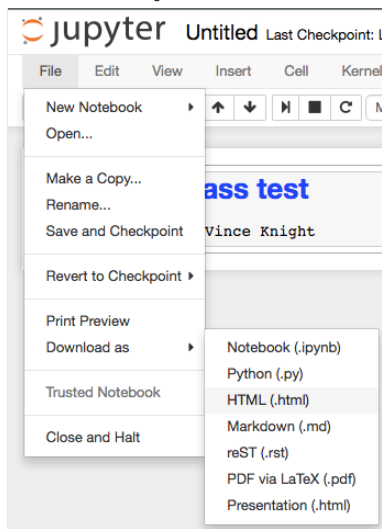 jupyter Untitled Last Checkpoint:
File Edit View Insert Cell Kernel
New Notebook
Open...
Make a Copy...
Rename...
Save and Checkpoint
Revert to Checkpoint
Print Preview
Download as
Trusted Notebook
Close and Halt
ass test
Vince Knight
Notebook (.ipynb)
Python (.py)
HTML (.html)
Markdown (.md)
reST (.rst)
PDF via LaTeX (.pdf)
Presentation (.html)